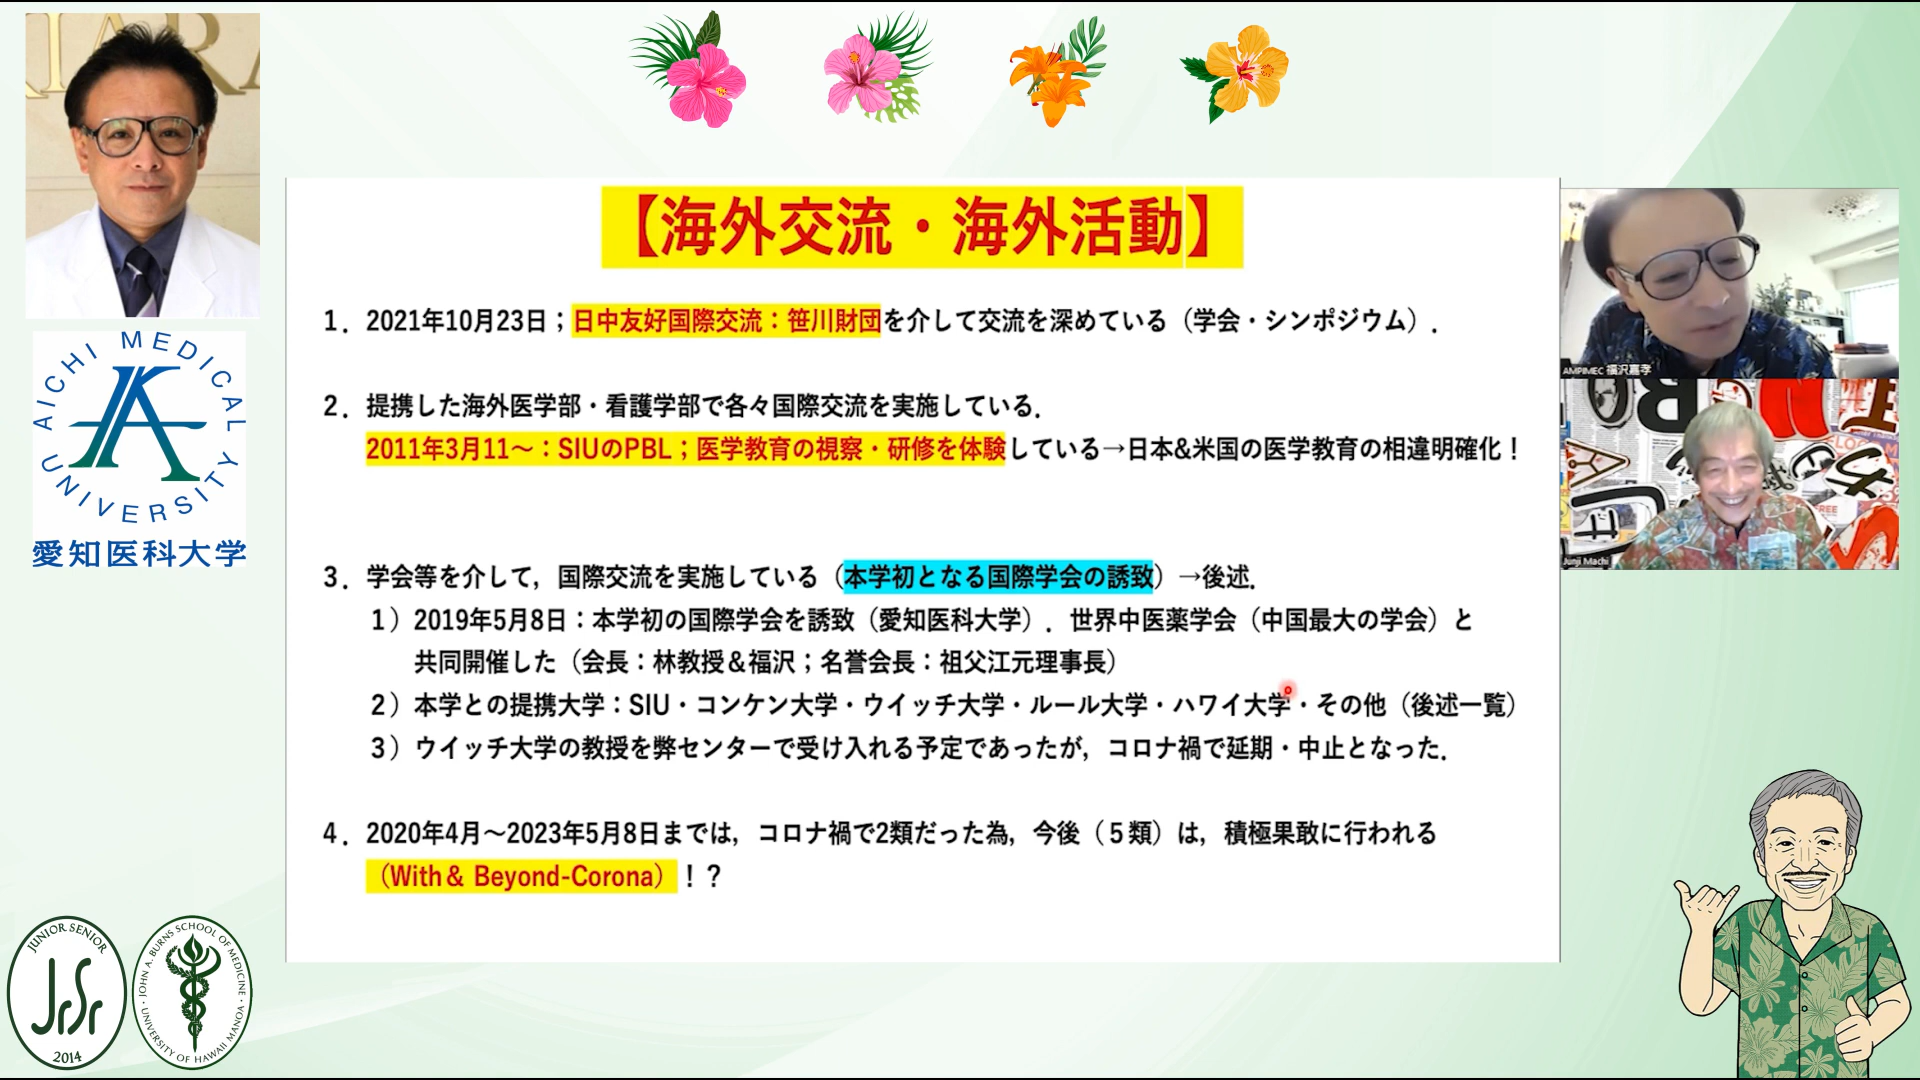 【海外交流・海外活動】
1．2021年10月23日；日中友好国際交流：笹川財団を介して交流を深めている（学会・シンポジウム）．
2．提携した海外医学部・看護学部で各々国際交流を実施している．
2011年3月11～：SIUのPBL；医学教育の視察・研修を体験している→日本&米国の医学教育の相違明確化！
3．学会等を介して，国際交流を実施している（本学初となる国際学会の誘致）→後述．
1）2019年5月8日：本学初の国際学会を誘致（愛知医科大学）．世界中医薬学会（中国最大の学会）と
共同開催した（会長：林教授＆福沢；名誉会長：祖父江元理事長）
2）本学との提携大学：SIU・コンケン大学・ウイッチ大学・ルール大学・ハワイ大学・その他（後述一覧）
3）ウイッチ大学の教授を弊センターで受け入れる予定であったが，コロナ禍で延期・中止となった．
4．2020年4月～2023年5月8日までは，コロナ禍で2類だった為，今後（５類）は，積極果敢に行われる
（With＆ Beyond-Corona）！？
AICHI MEDICAL UNIVERSITY
愛知医科大学
AMPIMEC 福沢嘉孝
Junji Machi
JUNIOR SENIOR
JrSr
2014
JOHN A. BURNS SCHOOL OF MEDICINE
UNIVERSITY OF HAWAII MANOA